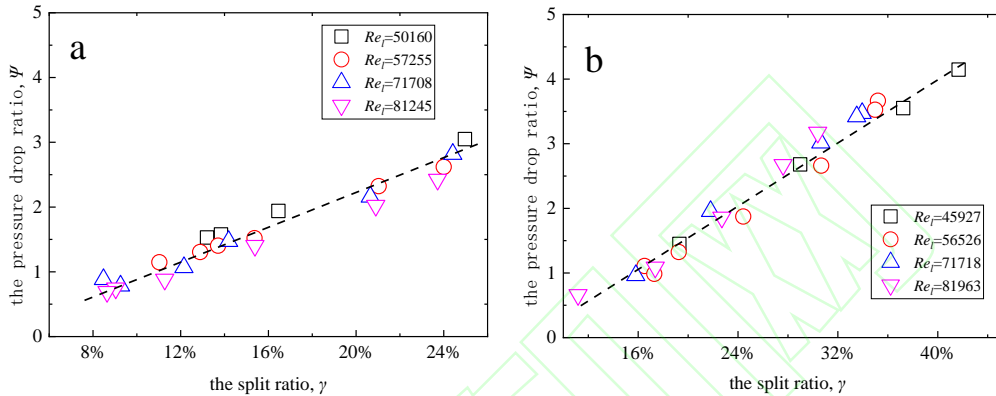 a
the pressure drop ratio, Ψ
5
4
3
2
1
0
Re_l=50160
Re_l=57255
Re_l=71708
Re_l=81245
8% 12% 16% 20% 24%
the split ratio, γ
b
the pressure drop ratio, Ψ
5
4
3
2
1
0
Re_l=45927
Re_l=56526
Re_l=71718
Re_l=81963
16% 24% 32% 40%
the split ratio, γ